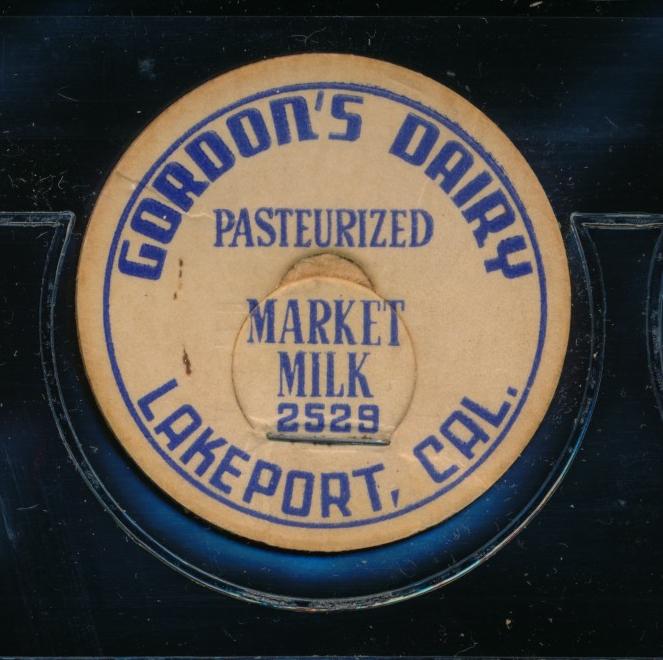 GORDON'S DAIRY
PASTEURIZED
MARKET
MILK
2529
LAKEPORT, CAL.